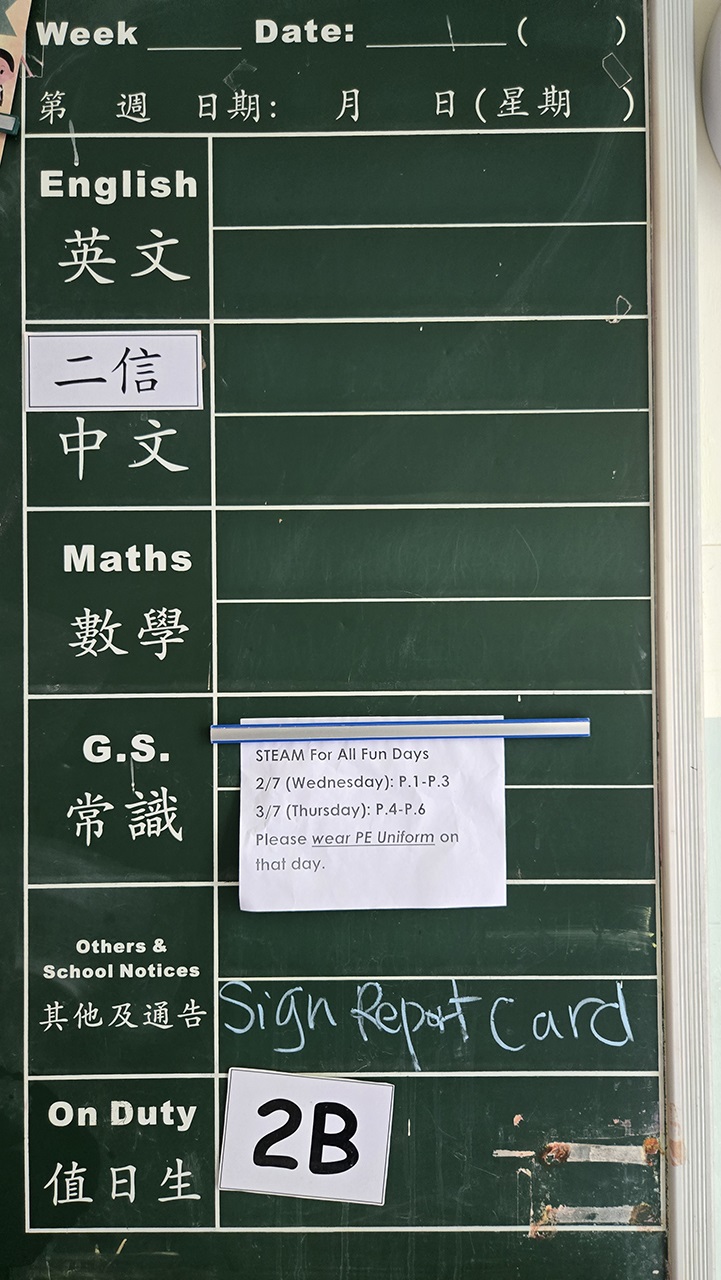 Week ______ Date: _________ ( )
第 週 日期: 月 日(星期 )
English
英文
二信
中文
Maths
數學
G.S.
常識
STEAM For All Fun Days
2/7 (Wednesday): P.1-P.3
3/7 (Thursday): P.4-P.6
Please wear PE Uniform on
that day.
Others &
School Notices
其他及通告
Sign Report Card
On Duty
值日生
2B